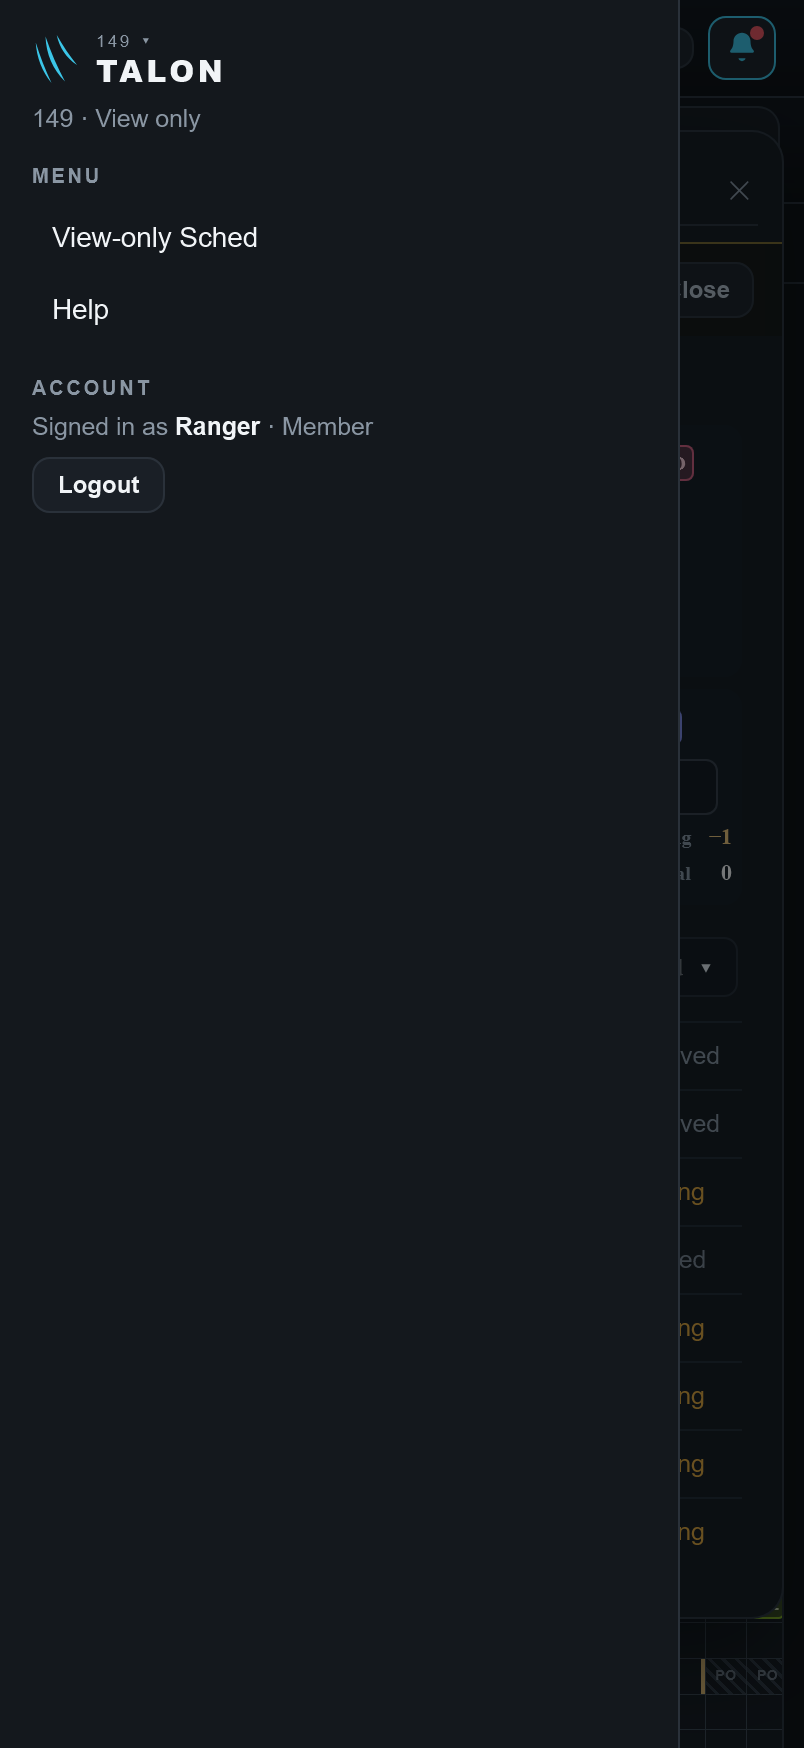 149 ▾
TALON
149 · View only
MENU
View-only Sched
Help
ACCOUNT
Signed in as Ranger · Member
Logout
lose
g −1
al 0
▼
ved
ved
ng
ed
ng
ng
ng
ng
PO PO